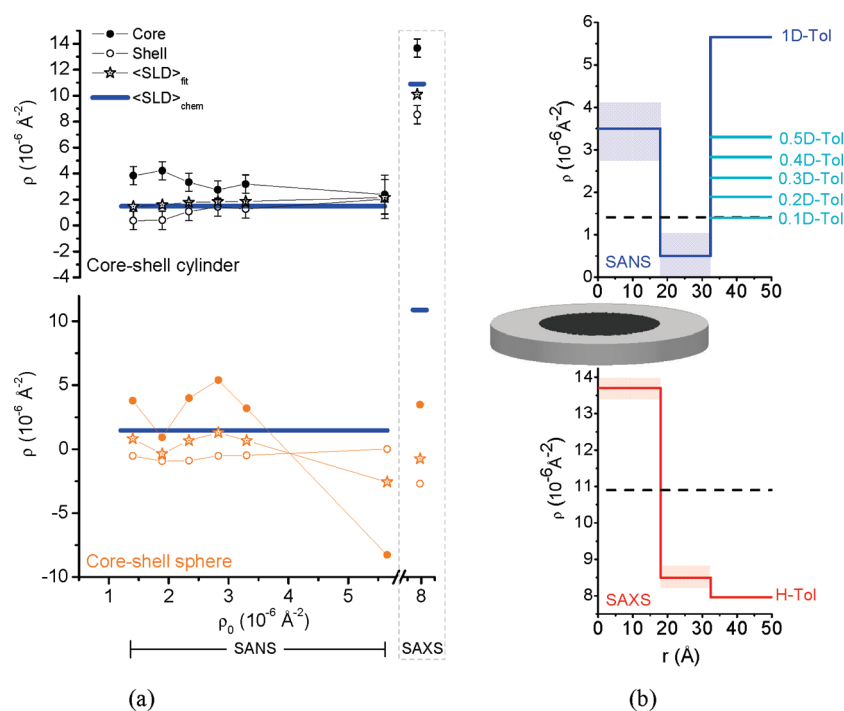 Core
Shell
<SLD>fit
<SLD>chem
14
12
10
8
6
4
2
0
-2
-4
ρ (10⁻⁶ Å⁻²)
Core-shell cylinder
10
5
0
-5
-10
ρ (10⁻⁶ Å⁻²)
Core-shell sphere
1 2 3 4 5 8
ρ₀ (10⁻⁶ Å⁻²)
SANS SAXS
(a)
6
5
4
3
2
1
0
ρ (10⁻⁶Å⁻²)
1D-Tol
0.5D-Tol
0.4D-Tol
0.3D-Tol
0.2D-Tol
0.1D-Tol
SANS
0 10 20 30 40 50
14
13
12
11
10
9
8
ρ (10⁻⁶Å⁻²)
H-Tol
SAXS
0 10 20 30 40 50
r (Å)
(b)